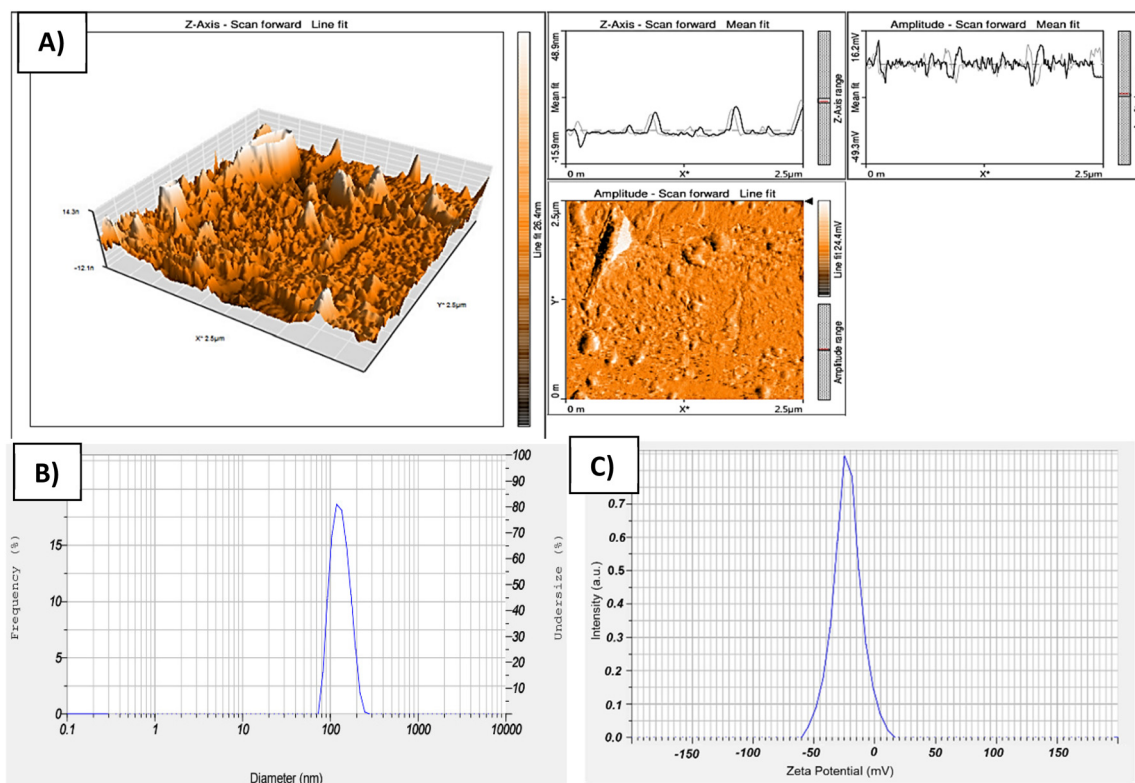 A)
Z-Axis - Scan forward Line fit
Line fit 26.4nm
14.3n
-12.1n
X* 2.5µm
Y* 2.5µm
Z-Axis - Scan forward Mean fit
48.9nm
Mean fit
-15.9nm
0 m
X*
2.5µm
Z-Axis range
Amplitude - Scan forward Mean fit
16.2mV
Mean fit
-49.3mV
0 m
X*
2.5µm
Amplitude - Scan forward Line fit
2.5µm
Y*
0 m
0 m
X*
2.5µm
Line fit 24.4mV
Amplitude range
B)
Frequency (%)
15
10
5
0
100
90
80
70
60
50
40
30
20
10
Undersize (%)
0.1
1
10
100
1000
10000
Diameter (nm)
C)
Intensity (a.u.)
0.7
0.6
0.5
0.4
0.3
0.2
0.1
0.0
-150
-100
-50
0
50
100
150
Zeta Potential (mV)